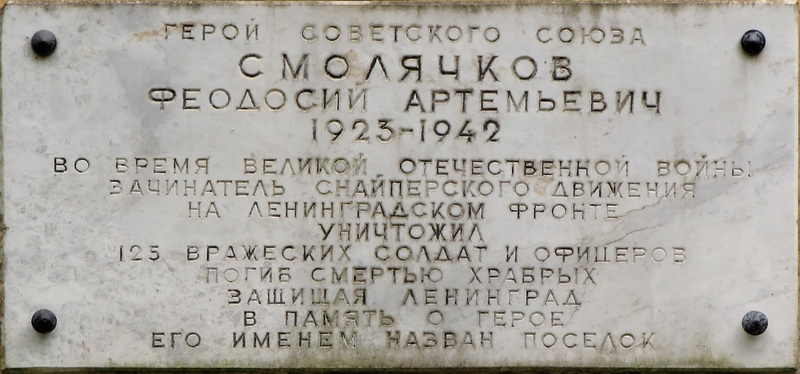 ГЕРОЙ СОВЕТСКОГО СОЮЗА
СМОЛЯЧКОВ
ФЕОДОСИЙ АРТЕМЬЕВИЧ
1923-1942
ВО ВРЕМЯ ВЕЛИКОЙ ОТЕЧЕСТВЕННОЙ ВОЙНЫ
ЗАЧИНАТЕЛЬ СНАЙПЕРСКОГО ДВИЖЕНИЯ
НА ЛЕНИНГРАДСКОМ ФРОНТЕ
УНИЧТОЖИЛ
125 ВРАЖЕСКИХ СОЛДАТ И ОФИЦЕРОВ
ПОГИБ СМЕРТЬЮ ХРАБРЫХ
ЗАЩИЩАЯ ЛЕНИНГРАД
В ПАМЯТЬ О ГЕРОЕ
ЕГО ИМЕНЕМ НАЗВАН ПОСЕЛОК